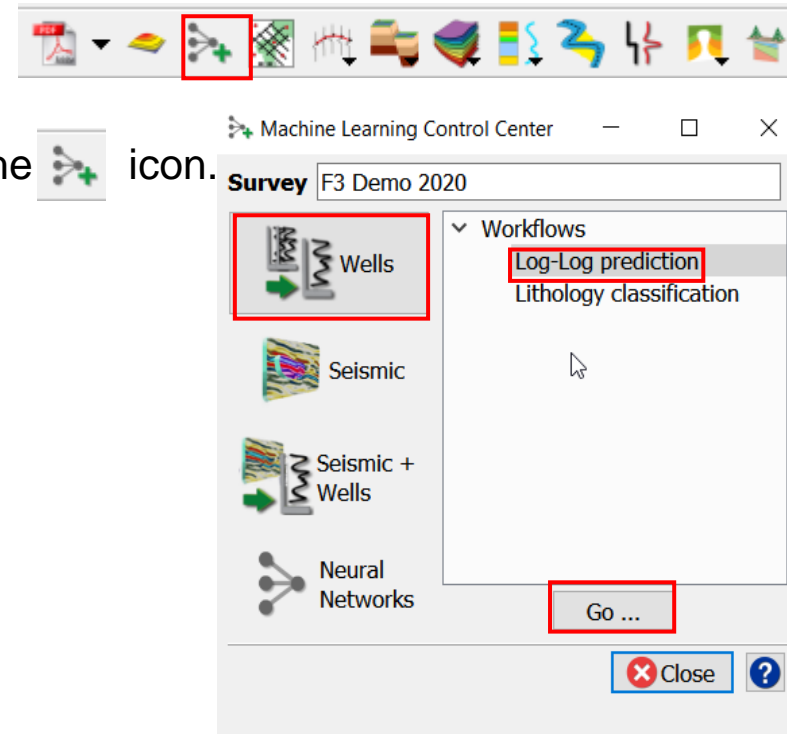 PDF
Machine Learning Control Center
icon.
Survey F3 Demo 2020
Wells
Workflows
Log-Log prediction
Lithology classification
Seismic
Seismic +
Wells
Neural
Networks
Go ...
Close
?